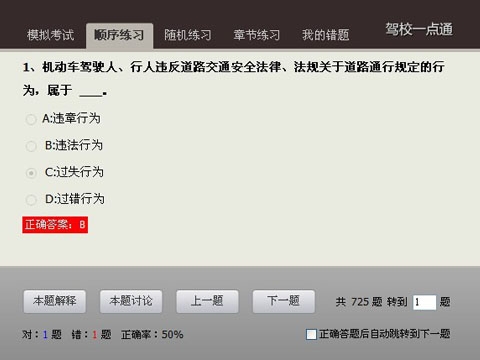 模拟考试 顺序练习 随机练习 章节练习 我的错题 驾校一点通
1、机动车驾驶人、行人违反道路交通安全法律、法规关于道路通行规定的行
为，属于 ___。
A:违章行为
B:违法行为
C:过失行为
D:过错行为
正确答案：B
本题解释 本题讨论 上一题 下一题 共 725 题 转到 1 题
对：1 题 错：1 题 正确率：50% 正确答题后自动跳转到下一题